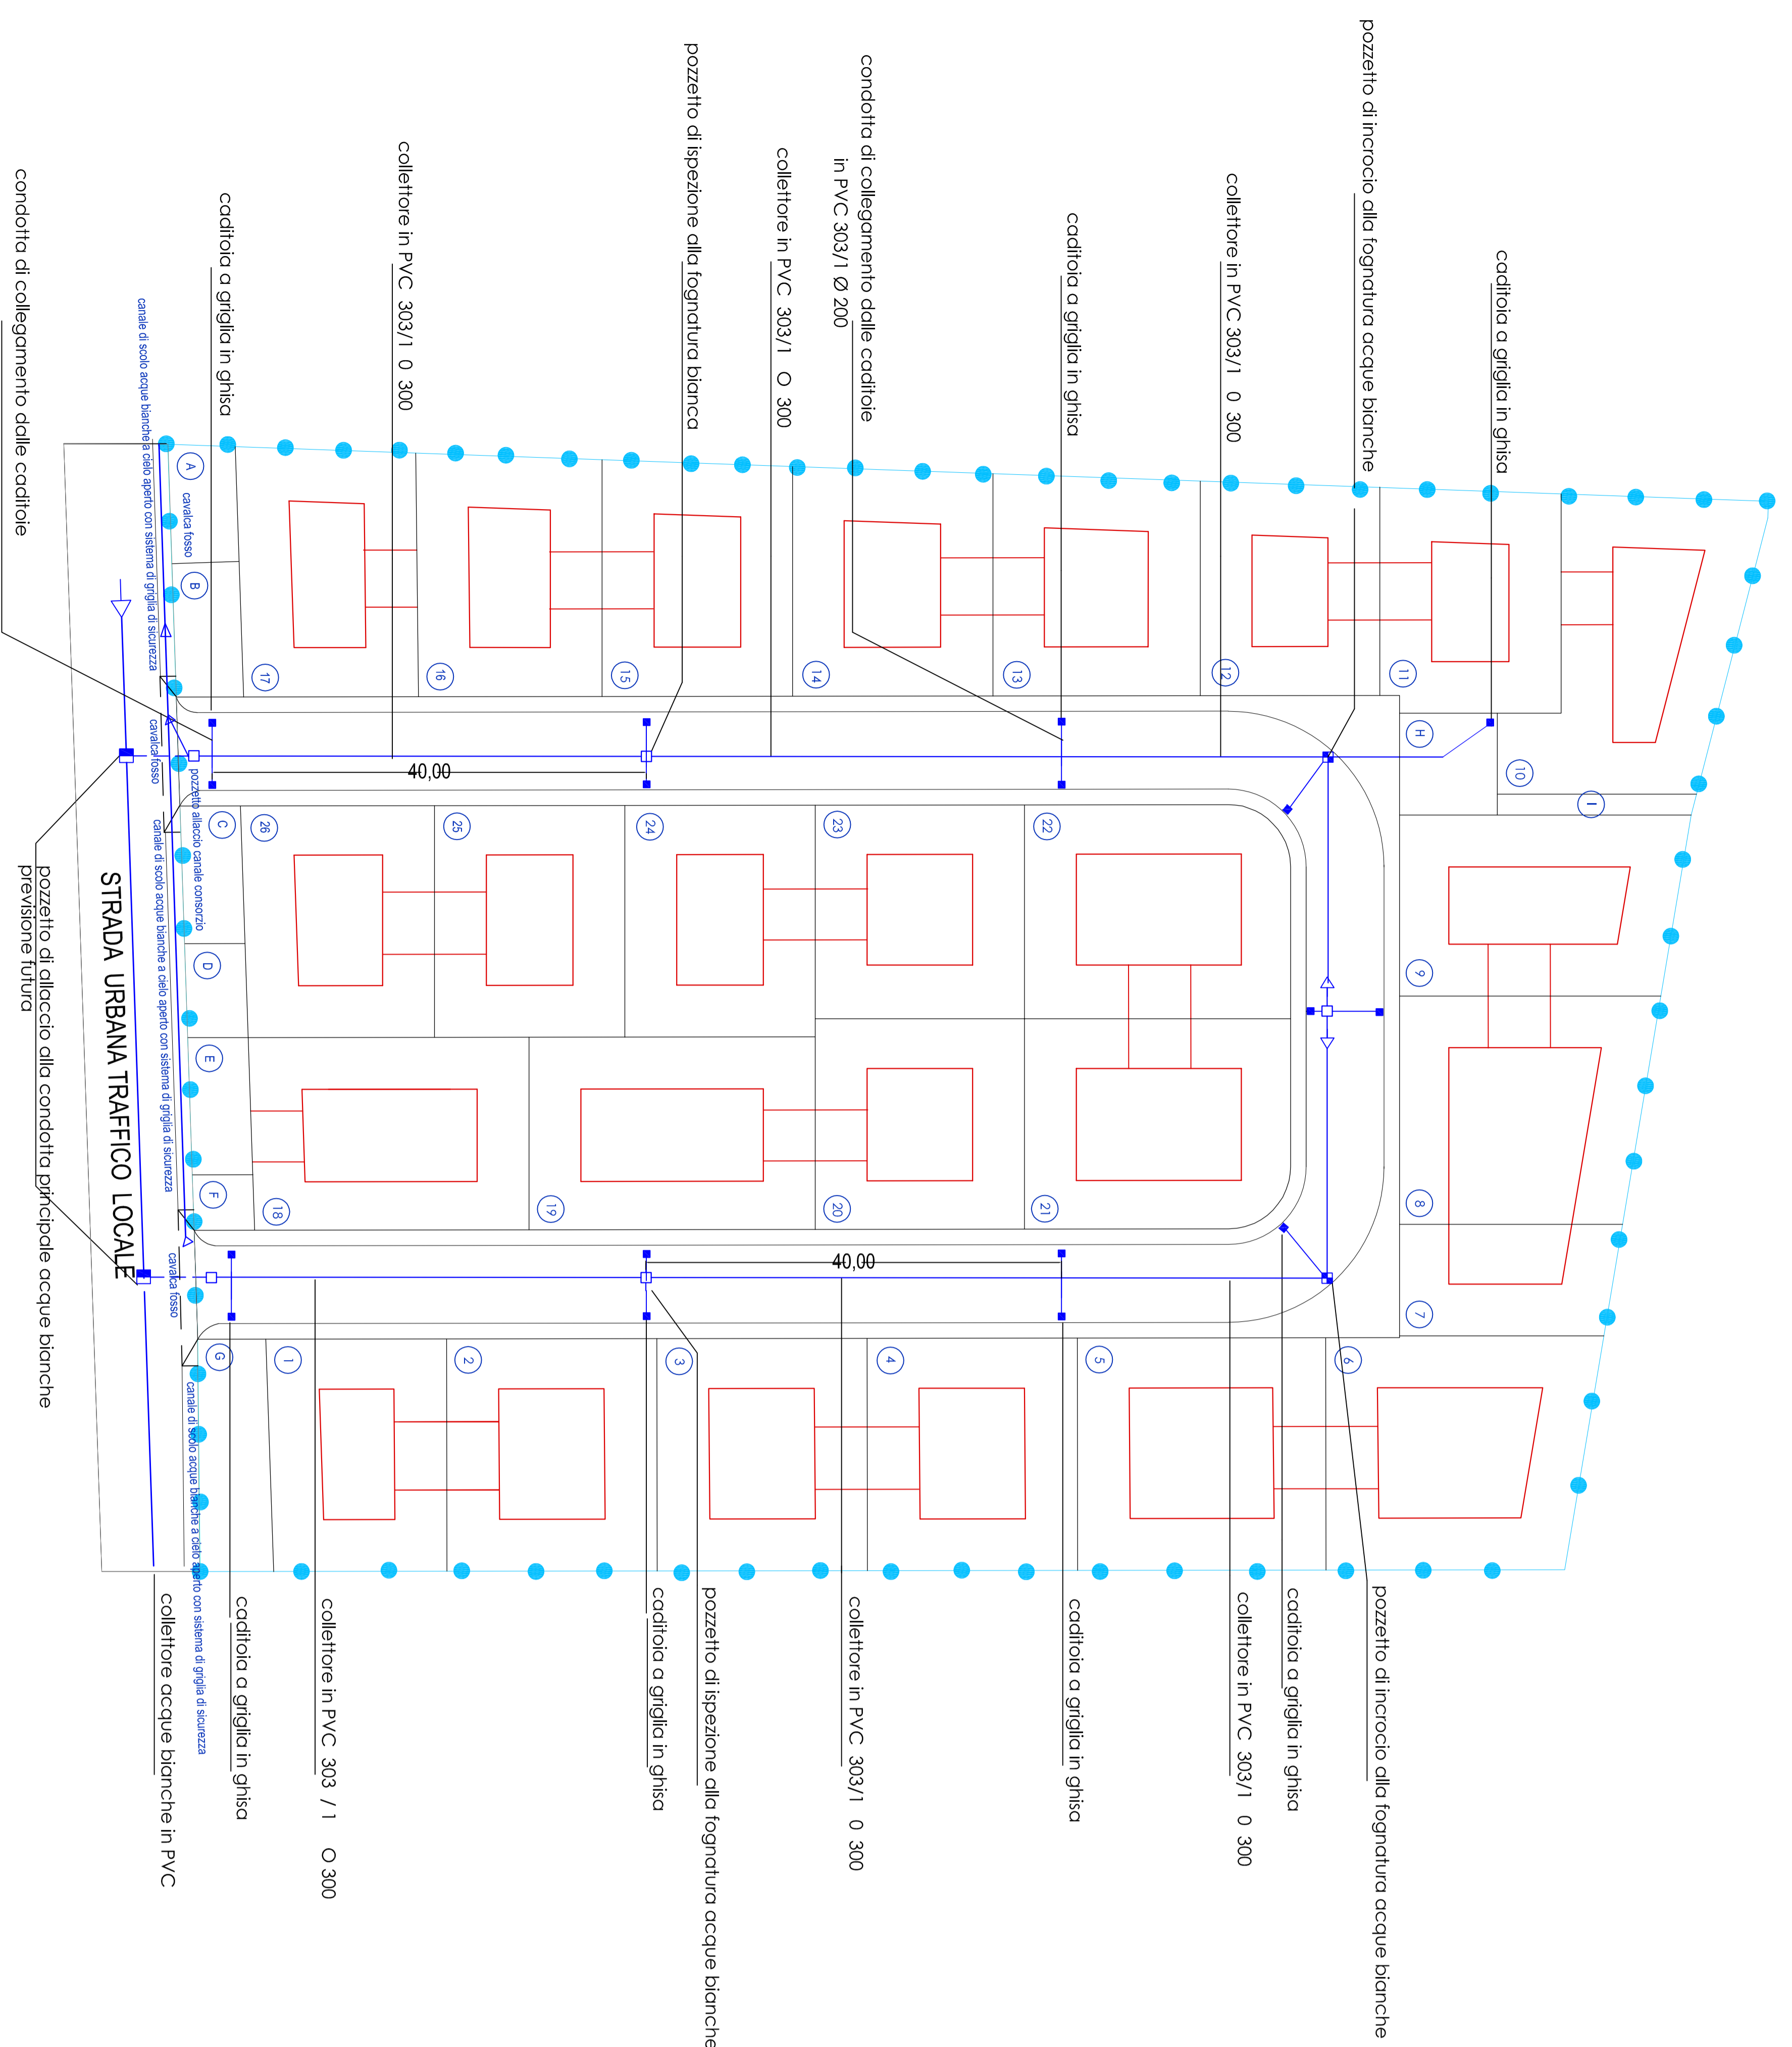 pozzetto di incrocio alla fognatura acque bianche
caditoia a griglia in ghisa
collettore in PVC 303/1 0 300
caditoia a griglia in ghisa
condotta di collegamento dalle caditoie
in PVC 303/1 Ø 200
collettore in PVC 303/1 O 300
pozzetto di ispezione alla fognatura bianca
collettore in PVC 303/1 0 300
caditoia a griglia in ghisa
condotta di collegamento dalle caditoie
canale di scolo acque bianche a cielo aperto con sistema di griglia di sicurezza
A
cavalca fosso
B
17
16
15
14
13
12
11
H
10
I
40,00
cavalca fosso
pozzetto allaccio canale consorzio
canale di scolo acque bianche a cielo aperto con sistema di griglia di sicurezza
C
26
25
24
23
22
D
9
E
F
18
19
20
21
8
7
STRADA URBANA TRAFFICO LOCALE
pozzetto di allaccio alla condotta principale acque bianche
previsione futura
40,00
cavalca fosso
G
1
2
3
4
5
6
canale di scolo acque bianche a cielo aperto con sistema di griglia di sicurezza
pozzetto di incrocio alla fognatura acque bianche
caditoia a griglia in ghisa
collettore in PVC 303/1 0 300
caditoia a griglia in ghisa
collettore in PVC 303/1 0 300
pozzetto di ispezione alla fognatura acque bianche
caditoia a griglia in ghisa
collettore in PVC 303 / 1 O 300
caditoia a griglia in ghisa
collettore acque bianche in PVC